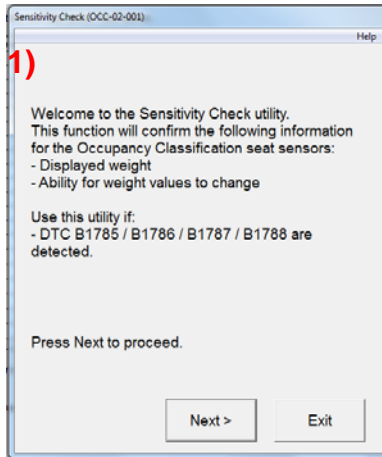 Sensitivity Check (OCC-02-001)
Help
1)
Welcome to the Sensitivity Check utility.
This function will confirm the following information
for the Occupancy Classification seat sensors:
- Displayed weight
- Ability for weight values to change
Use this utility if:
- DTC B1785 / B1786 / B1787 / B1788 are
detected.
Press Next to proceed.
Next >
Exit